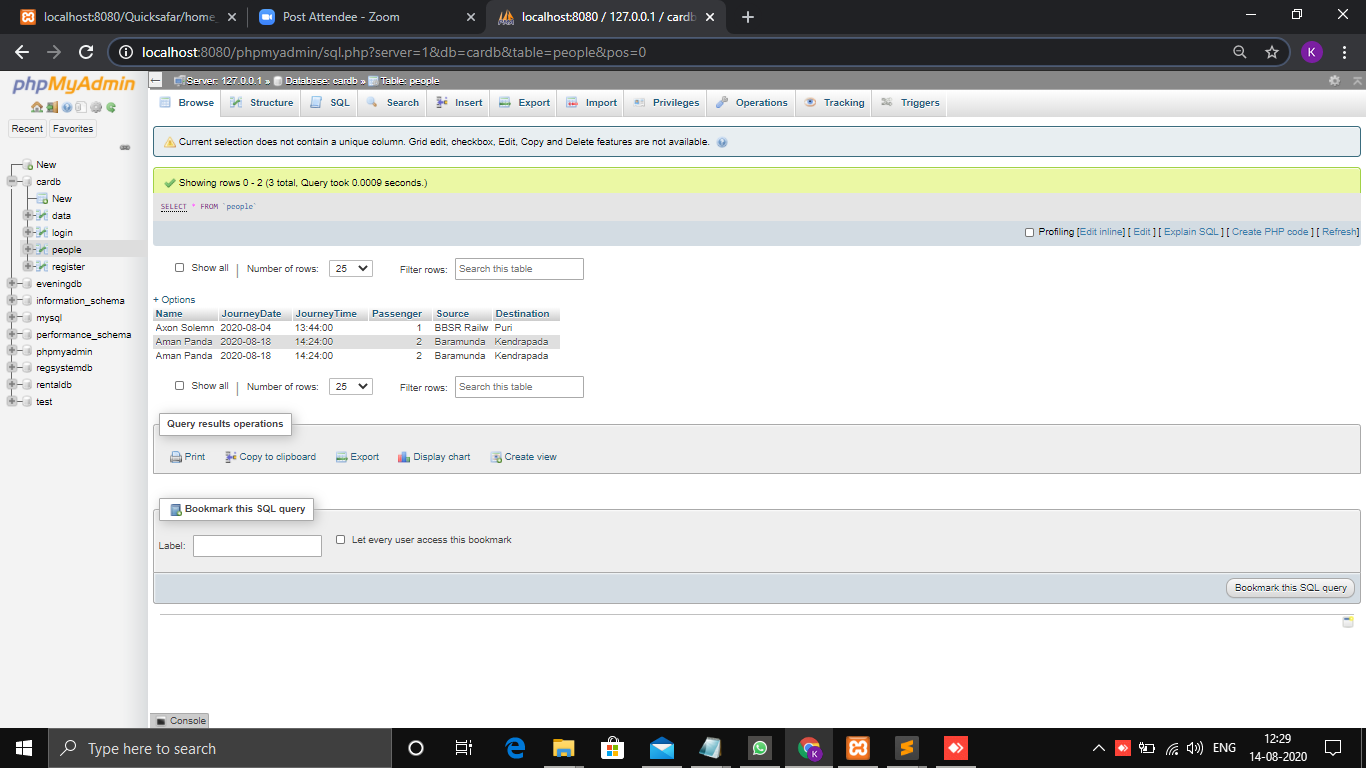 localhost:8080/Quicksafar/home_
Post Attendee - Zoom
localhost:8080 / 127.0.0.1 / cardb
localhost:8080/phpmyadmin/sql.php?server=1&db=cardb&table=people&pos=0
K
phpMyAdmin
Recent Favorites
New
cardb
New
data
login
people
register
eveningdb
information_schema
mysql
performance_schema
phpmyadmin
regsystemdb
rentaldb
test
Server: 127.0.0.1 » Database: cardb » Table: people
Browse Structure SQL Search Insert Export Import Privileges Operations Tracking Triggers
Current selection does not contain a unique column. Grid edit, checkbox, Edit, Copy and Delete features are not available.
Showing rows 0 - 2 (3 total, Query took 0.0009 seconds.)
SELECT * FROM `people`
Profiling [Edit inline] [ Edit ] [ Explain SQL ] [ Create PHP code ] [ Refresh]
Show all | Number of rows: 25 Filter rows: Search this table
+ Options
Name JourneyDate JourneyTime Passenger Source Destination
Axon Solemn 2020-08-04 13:44:00 1 BBSR Railw Puri
Aman Panda 2020-08-18 14:24:00 2 Baramunda Kendrapada
Aman Panda 2020-08-18 14:24:00 2 Baramunda Kendrapada
Show all | Number of rows: 25 Filter rows: Search this table
Query results operations
Print Copy to clipboard Export Display chart Create view
Bookmark this SQL query
Label: Let every user access this bookmark
Bookmark this SQL query
Console
Type here to search
K
ENG
12:29
14-08-2020